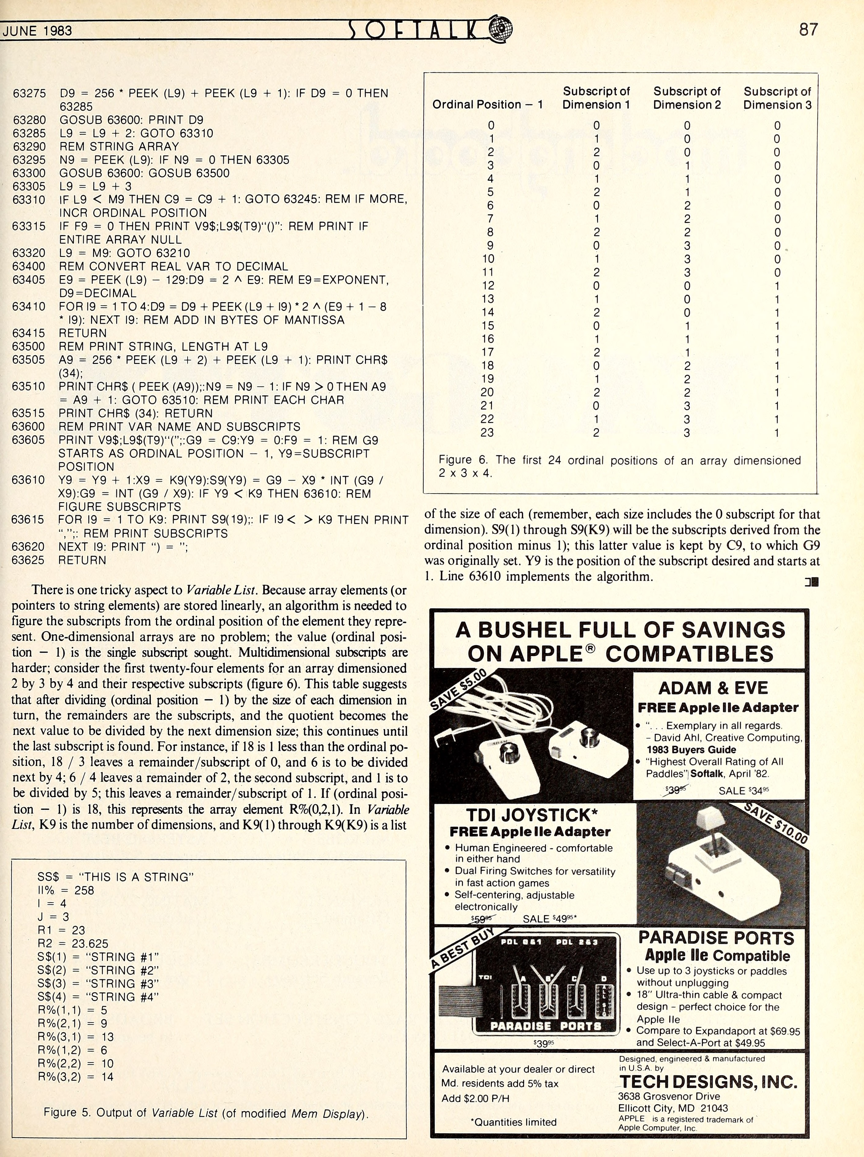 JUNE 1983
SOFTALK
87
63275 D9 = 256 * PEEK (L9) + PEEK (L9 + 1): IF D9 = 0 THEN
63285
63280 GOSUB 63600: PRINT D9
63285 L9 = L9 + 2: GOTO 63310
63290 REM STRING ARRAY
63295 N9 = PEEK (L9): IF N9 = 0 THEN 63305
63300 GOSUB 63600: GOSUB 63500
63305 L9 = L9 + 3
63310 IF L9 < M9 THEN C9 = C9 + 1: GOTO 63245: REM IF MORE,
INCR ORDINAL POSITION
63315 IF F9 = 0 THEN PRINT V9$;L9$(T9)"()": REM PRINT IF
ENTIRE ARRAY NULL
63320 L9 = M9: GOTO 63210
63400 REM CONVERT REAL VAR TO DECIMAL
63405 E9 = PEEK (L9) − 129:D9 = 2 ∧ E9: REM E9=EXPONENT,
D9=DECIMAL
63410 FOR I9 = 1 TO 4:D9 = D9 + PEEK (L9 + I9) * 2 ∧ (E9 + 1 − 8
* I9): NEXT I9: REM ADD IN BYTES OF MANTISSA
63415 RETURN
63500 REM PRINT STRING, LENGTH AT L9
63505 A9 = 256 * PEEK (L9 + 2) + PEEK (L9 + 1): PRINT CHR$
(34);
63510 PRINT CHR$ ( PEEK (A9));:N9 = N9 − 1: IF N9 > 0 THEN A9
= A9 + 1: GOTO 63510: REM PRINT EACH CHAR
63515 PRINT CHR$ (34): RETURN
63600 REM PRINT VAR NAME AND SUBSCRIPTS
63605 PRINT V9$;L9$(T9)"(";:G9 = C9:Y9 = 0:F9 = 1: REM G9
STARTS AS ORDINAL POSITION − 1, Y9=SUBSCRIPT
POSITION
63610 Y9 = Y9 + 1:X9 = K9(Y9):S9(Y9) = G9 − X9 * INT (G9 /
X9):G9 = INT (G9 / X9): IF Y9 < K9 THEN 63610: REM
FIGURE SUBSCRIPTS
63615 FOR I9 = 1 TO K9: PRINT S9(19);: IF I9 < > K9 THEN PRINT
",";: REM PRINT SUBSCRIPTS
63620 NEXT I9: PRINT ") = ";
63625 RETURN
There is one tricky aspect to Variable List. Because array elements (or
pointers to string elements) are stored linearly, an algorithm is needed to
figure the subscripts from the ordinal position of the element they repre-
sent. One-dimensional arrays are no problem; the value (ordinal posi-
tion − 1) is the single subscript sought. Multidimensional subscripts are
harder; consider the first twenty-four elements for an array dimensioned
2 by 3 by 4 and their respective subscripts (figure 6). This table suggests
that after dividing (ordinal position − 1) by the size of each dimension in
turn, the remainders are the subscripts, and the quotient becomes the
next value to be divided by the next dimension size; this continues until
the last subscript is found. For instance, if 18 is 1 less than the ordinal po-
sition, 18 / 3 leaves a remainder/subscript of 0, and 6 is to be divided
next by 4; 6 / 4 leaves a remainder of 2, the second subscript, and 1 is to
be divided by 5; this leaves a remainder/subscript of 1. If (ordinal posi-
tion − 1) is 18, this represents the array element R%(0,2,1). In Variable
List, K9 is the number of dimensions, and K9(1) through K9(K9) is a list
SS$ = "THIS IS A STRING"
II% = 258
I = 4
J = 3
R1 = 23
R2 = 23.625
S$(1) = "STRING #1"
S$(2) = "STRING #2"
S$(3) = "STRING #3"
S$(4) = "STRING #4"
R%(1,1) = 5
R%(2,1) = 9
R%(3,1) = 13
R%(1,2) = 6
R%(2,2) = 10
R%(3,2) = 14
Figure 5. Output of Variable List (of modified Mem Display).
Subscript of Subscript of Subscript of
Ordinal Position − 1 Dimension 1 Dimension 2 Dimension 3
0 0 0 0
1 1 0 0
2 2 0 0
3 0 1 0
4 1 1 0
5 2 1 0
6 0 2 0
7 1 2 0
8 2 2 0
9 0 3 0
10 1 3 0
11 2 3 0
12 0 0 1
13 1 0 1
14 2 0 1
15 0 1 1
16 1 1 1
17 2 1 1
18 0 2 1
19 1 2 1
20 2 2 1
21 0 3 1
22 1 3 1
23 2 3 1
Figure 6. The first 24 ordinal positions of an array dimensioned
2 x 3 x 4.
of the size of each (remember, each size includes the 0 subscript for that
dimension). S9(1) through S9(K9) will be the subscripts derived from the
ordinal position minus 1); this latter value is kept by C9, to which G9
was originally set. Y9 is the position of the subscript desired and starts at
1. Line 63610 implements the algorithm.
A BUSHEL FULL OF SAVINGS
ON APPLE® COMPATIBLES
SAVE $5.00
ADAM & EVE
FREE Apple IIe Adapter
• ". . . Exemplary in all regards.
– David Ahl, Creative Computing,
1983 Buyers Guide
• "Highest Overall Rating of All
Paddles" Softalk, April '82.
$39⁹⁵ SALE $34⁹⁵
TDI JOYSTICK*
FREE Apple IIe Adapter
• Human Engineered - comfortable
in either hand
• Dual Firing Switches for versatility
in fast action games
• Self-centering, adjustable
electronically
$59⁹⁵ SALE $49⁹⁵*
SAVE $10.00
A BEST BUY
PDL 0&1 PDL 2&3
TDI A B C D
PARADISE PORTS
$39⁹⁵
PARADISE PORTS
Apple IIe Compatible
• Use up to 3 joysticks or paddles
without unplugging
• 18" Ultra-thin cable & compact
design – perfect choice for the
Apple IIe
• Compare to Expandaport at $69.95
and Select-A-Port at $49.95
Available at your dealer or direct
Md. residents add 5% tax
Add $2.00 P/H
*Quantities limited
Designed, engineered & manufactured
in U.S.A. by
TECH DESIGNS, INC.
3638 Grosvenor Drive
Ellicott City, MD 21043
APPLE is a registered trademark of
Apple Computer, Inc.